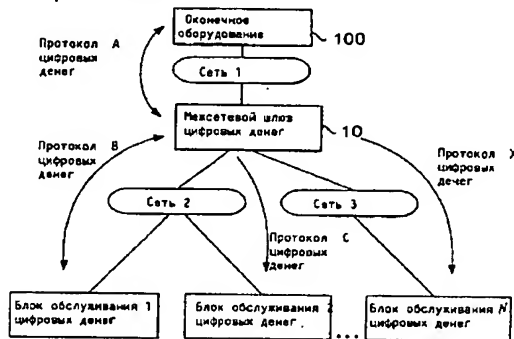 Оконечное
оборудование
100
Протокол A
цифровых
денег
Сеть 1
Межсетевой шлюз
цифровых денег
10
Протокол B
цифровых
денег
Протокол X
цифровых
денег
Сеть 2
Сеть 3
Протокол C
цифровых
денег
Блок обслуживания 1
цифровых денег
Блок обслуживания 2
цифровых денег
...
Блок обслуживания N
цифровых денег